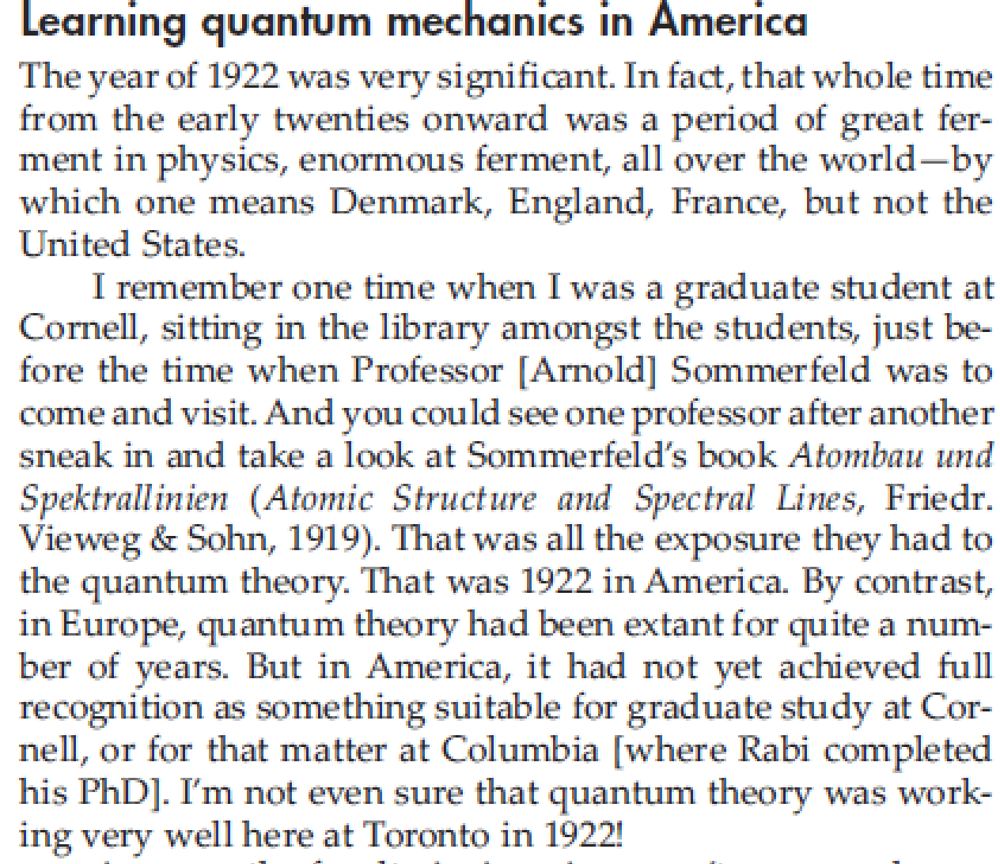 Learning quantum mechanics in America
The year of 1922 was very significant. In fact, that whole time
from the early twenties onward was a period of great fer-
ment in physics, enormous ferment, all over the world—by
which one means Denmark, England, France, but not the
United States.
I remember one time when I was a graduate student at
Cornell, sitting in the library amongst the students, just be-
fore the time when Professor [Arnold] Sommerfeld was to
come and visit. And you could see one professor after another
sneak in and take a look at Sommerfeld's book Atombau und
Spektrallinien (Atomic Structure and Spectral Lines, Friedr.
Vieweg & Sohn, 1919). That was all the exposure they had to
the quantum theory. That was 1922 in America. By contrast,
in Europe, quantum theory had been extant for quite a num-
ber of years. But in America, it had not yet achieved full
recognition as something suitable for graduate study at Cor-
nell, or for that matter at Columbia [where Rabi completed
his PhD]. I'm not even sure that quantum theory was work-
ing very well here at Toronto in 1922!